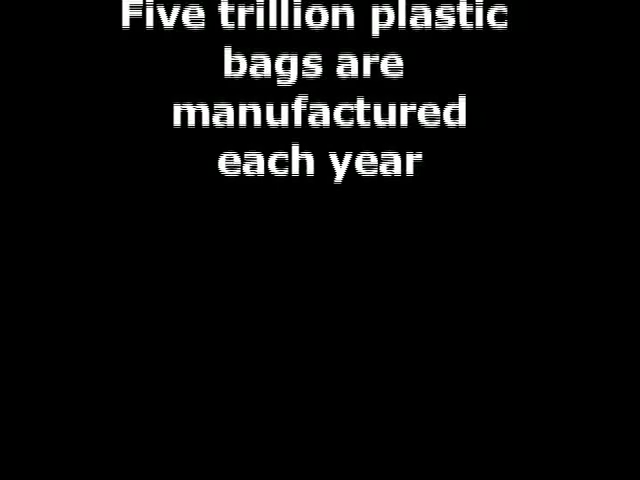 Five trillion plastic
bags are
manufactured
each year